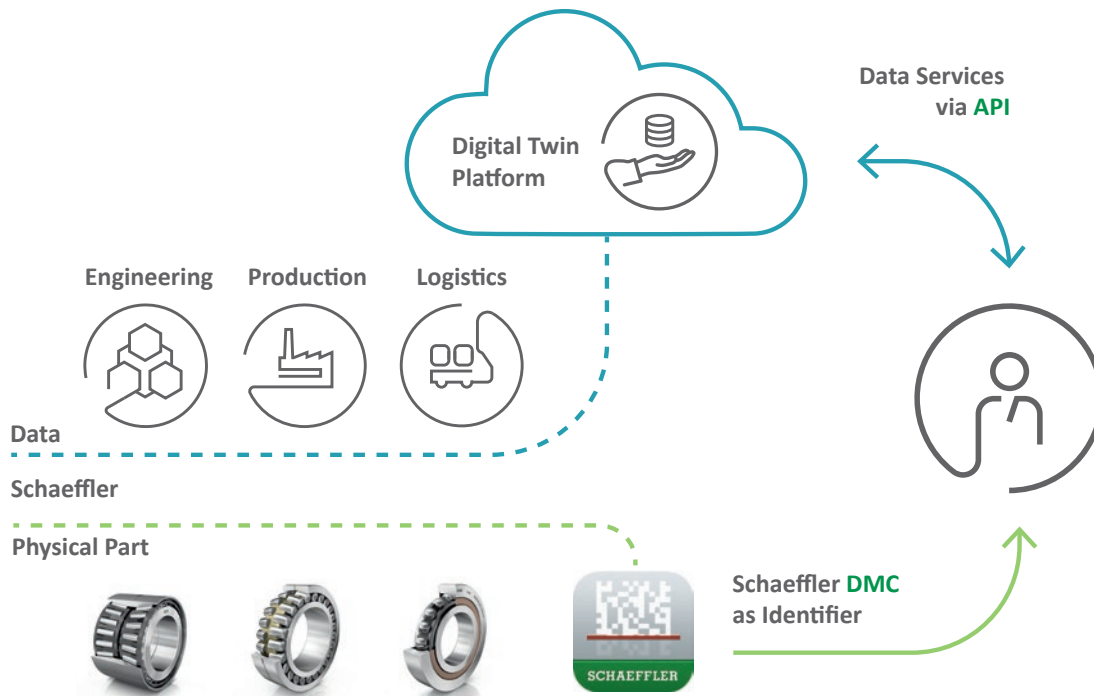 Data Services
via API
Digital Twin
Platform
Engineering
Production
Logistics
Data
Schaeffler
Physical Part
Schaeffler DMC
as Identifier
SCHAEFFLER